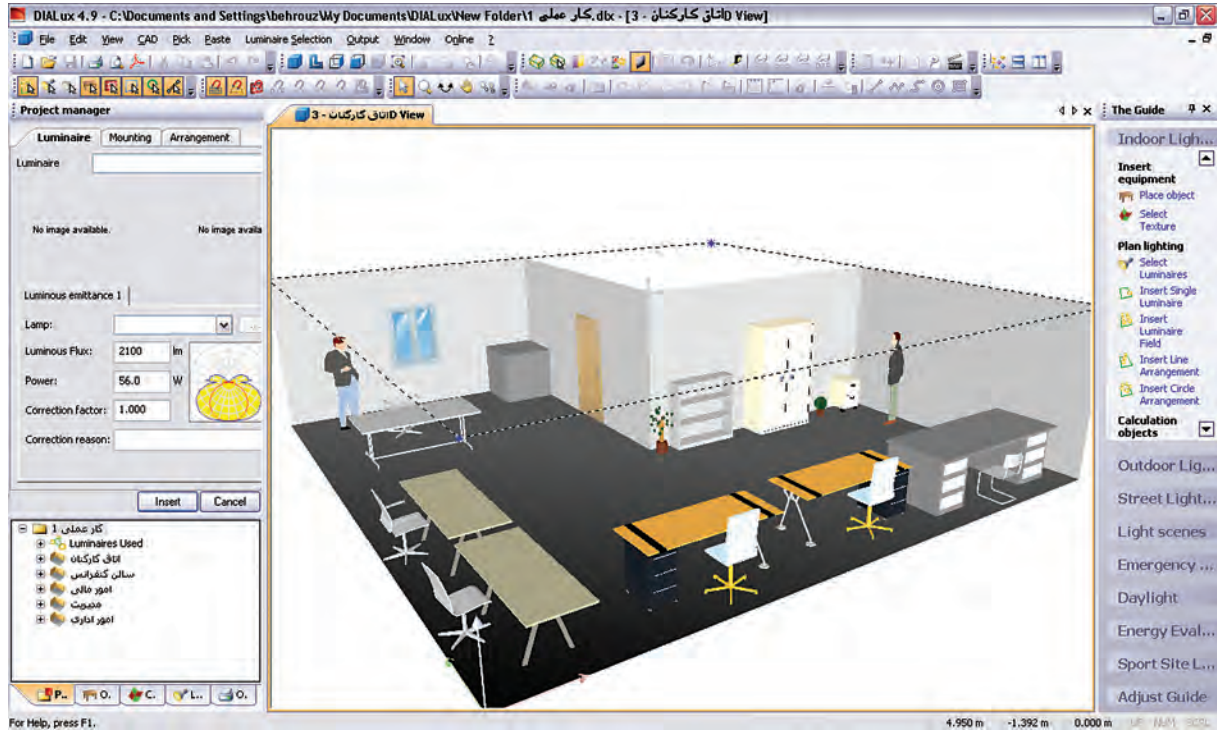 DIALux 4.9 - C:\Documents and Settings\behrouz\My Documents\DIALux\New Folder\1 کار عملی.dlx - [3 - اتاق کارکنانD View]
File Edit View CAD Pick Paste Luminaire Selection Output Window Online ?
Project manager
Luminaire Mounting Arrangement
Luminaire
No image available. No image availa
Luminous emittance 1
Lamp:
Luminous Flux: 2100 lm
Power: 56.0 W
Correction factor: 1.000
Correction reason:
Insert Cancel
کار عملی 1
Luminaires Used
اتاق کارکنان
سالن کنفرانس
امور مالی
مدیریت
امور اداری
P.. O. C. L.. O.
For Help, press F1.
3 - اتاق کارکنانD View
The Guide
Indoor Ligh...
Insert equipment
Place object
Select
Texture
Plan lighting
Select
Luminaires
Insert Single
Luminaire
Insert
Luminaire
Field
Insert Line
Arrangement
Insert Circle
Arrangement
Calculation
objects
Outdoor Lig...
Street Light...
Light scenes
Emergency ...
Daylight
Energy Eval...
Sport Site L...
Adjust Guide
4.950 m -1.392 m 0.000 m NUM